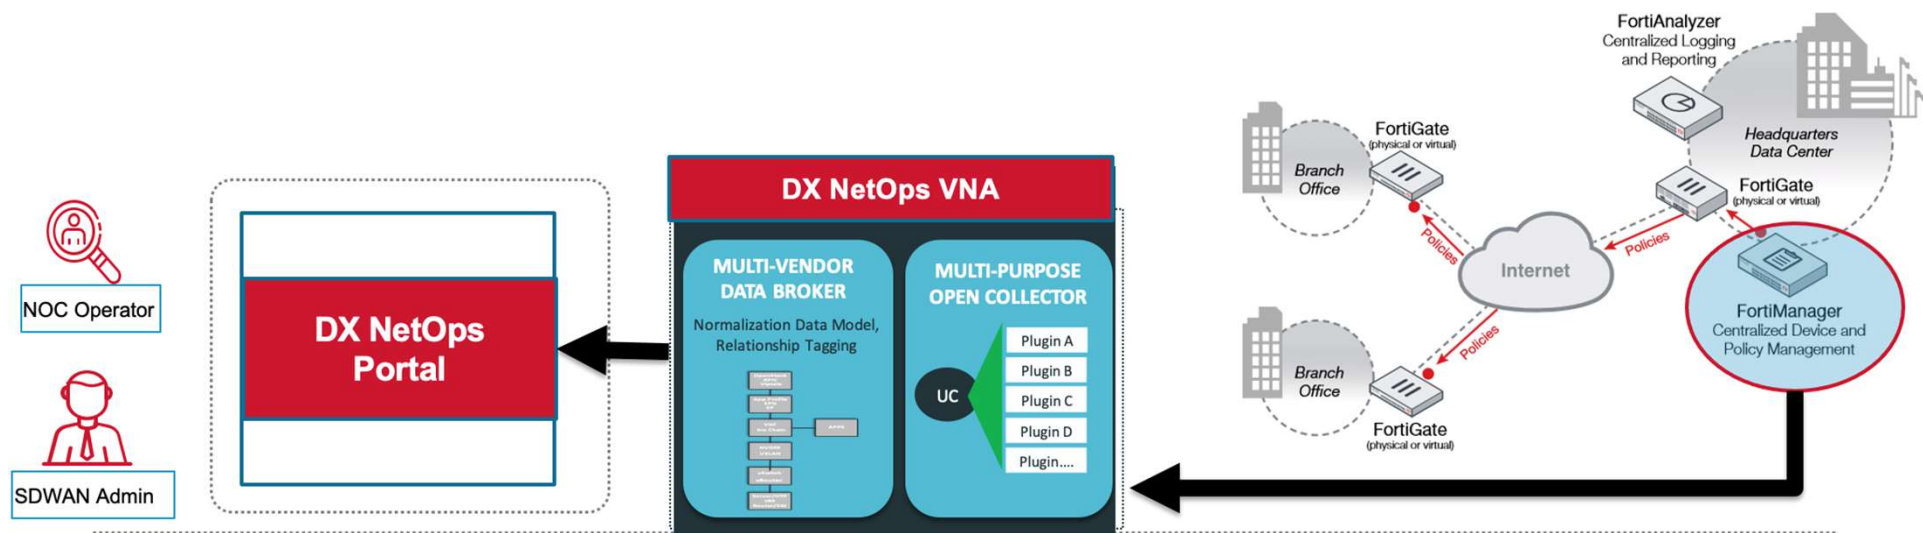 NOC Operator
SDWAN Admin
DX NetOps
Portal
DX NetOps VNA
MULTI-VENDOR
DATA BROKER
Normalization Data Model,
Relationship Tagging
MULTI-PURPOSE
OPEN COLLECTOR
UC
Plugin A
Plugin B
Plugin C
Plugin D
Plugin....
FortiAnalyzer
Centralized Logging
and Reporting
Headquarters
Data Center
FortiGate
(physical or virtual)
Branch
Office
FortiGate
(physical or virtual)
Policies
Policies
Internet
FortiManager
Centralized Device and
Policy Management
Branch
Office
Policies
FortiGate
(physical or virtual)